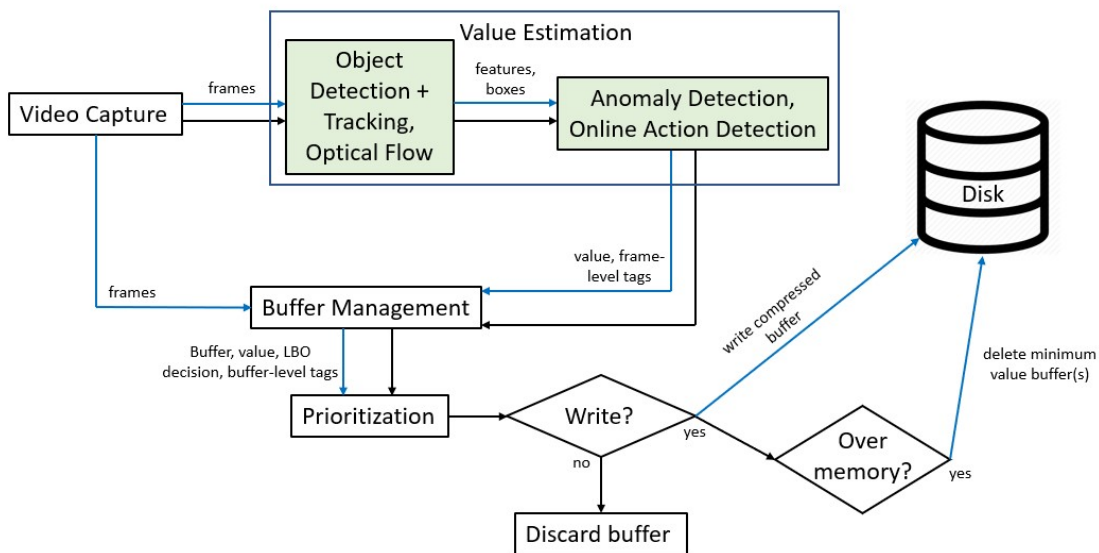 Value Estimation
Object
Detection +
Tracking,
Optical Flow
features,
boxes
Anomaly Detection,
Online Action Detection
frames
Video Capture
Disk
value, frame-
level tags
frames
Buffer Management
write compressed
buffer
Buffer, value, LBO
decision, buffer-level tags
delete minimum
value buffer(s)
Prioritization
Write?
yes
no
Over
memory?
yes
Discard buffer